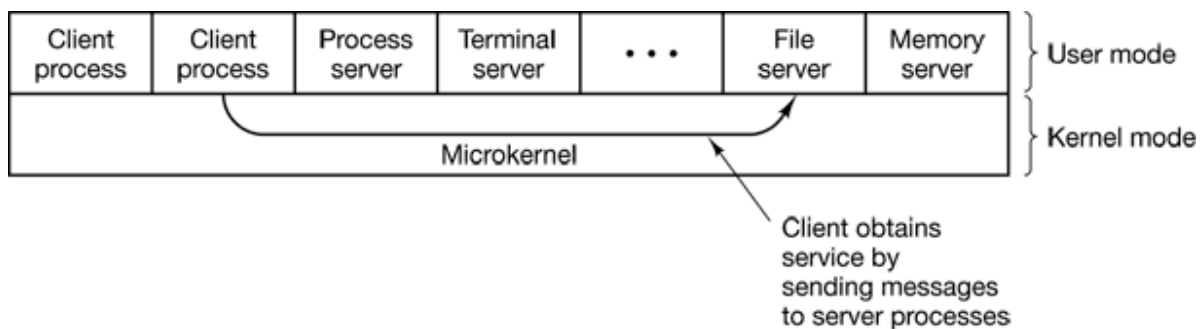 Client
process
Client
process
Process
server
Terminal
server
• • •
File
server
Memory
server
User mode
Microkernel
Kernel mode
Client obtains
service by
sending messages
to server processes